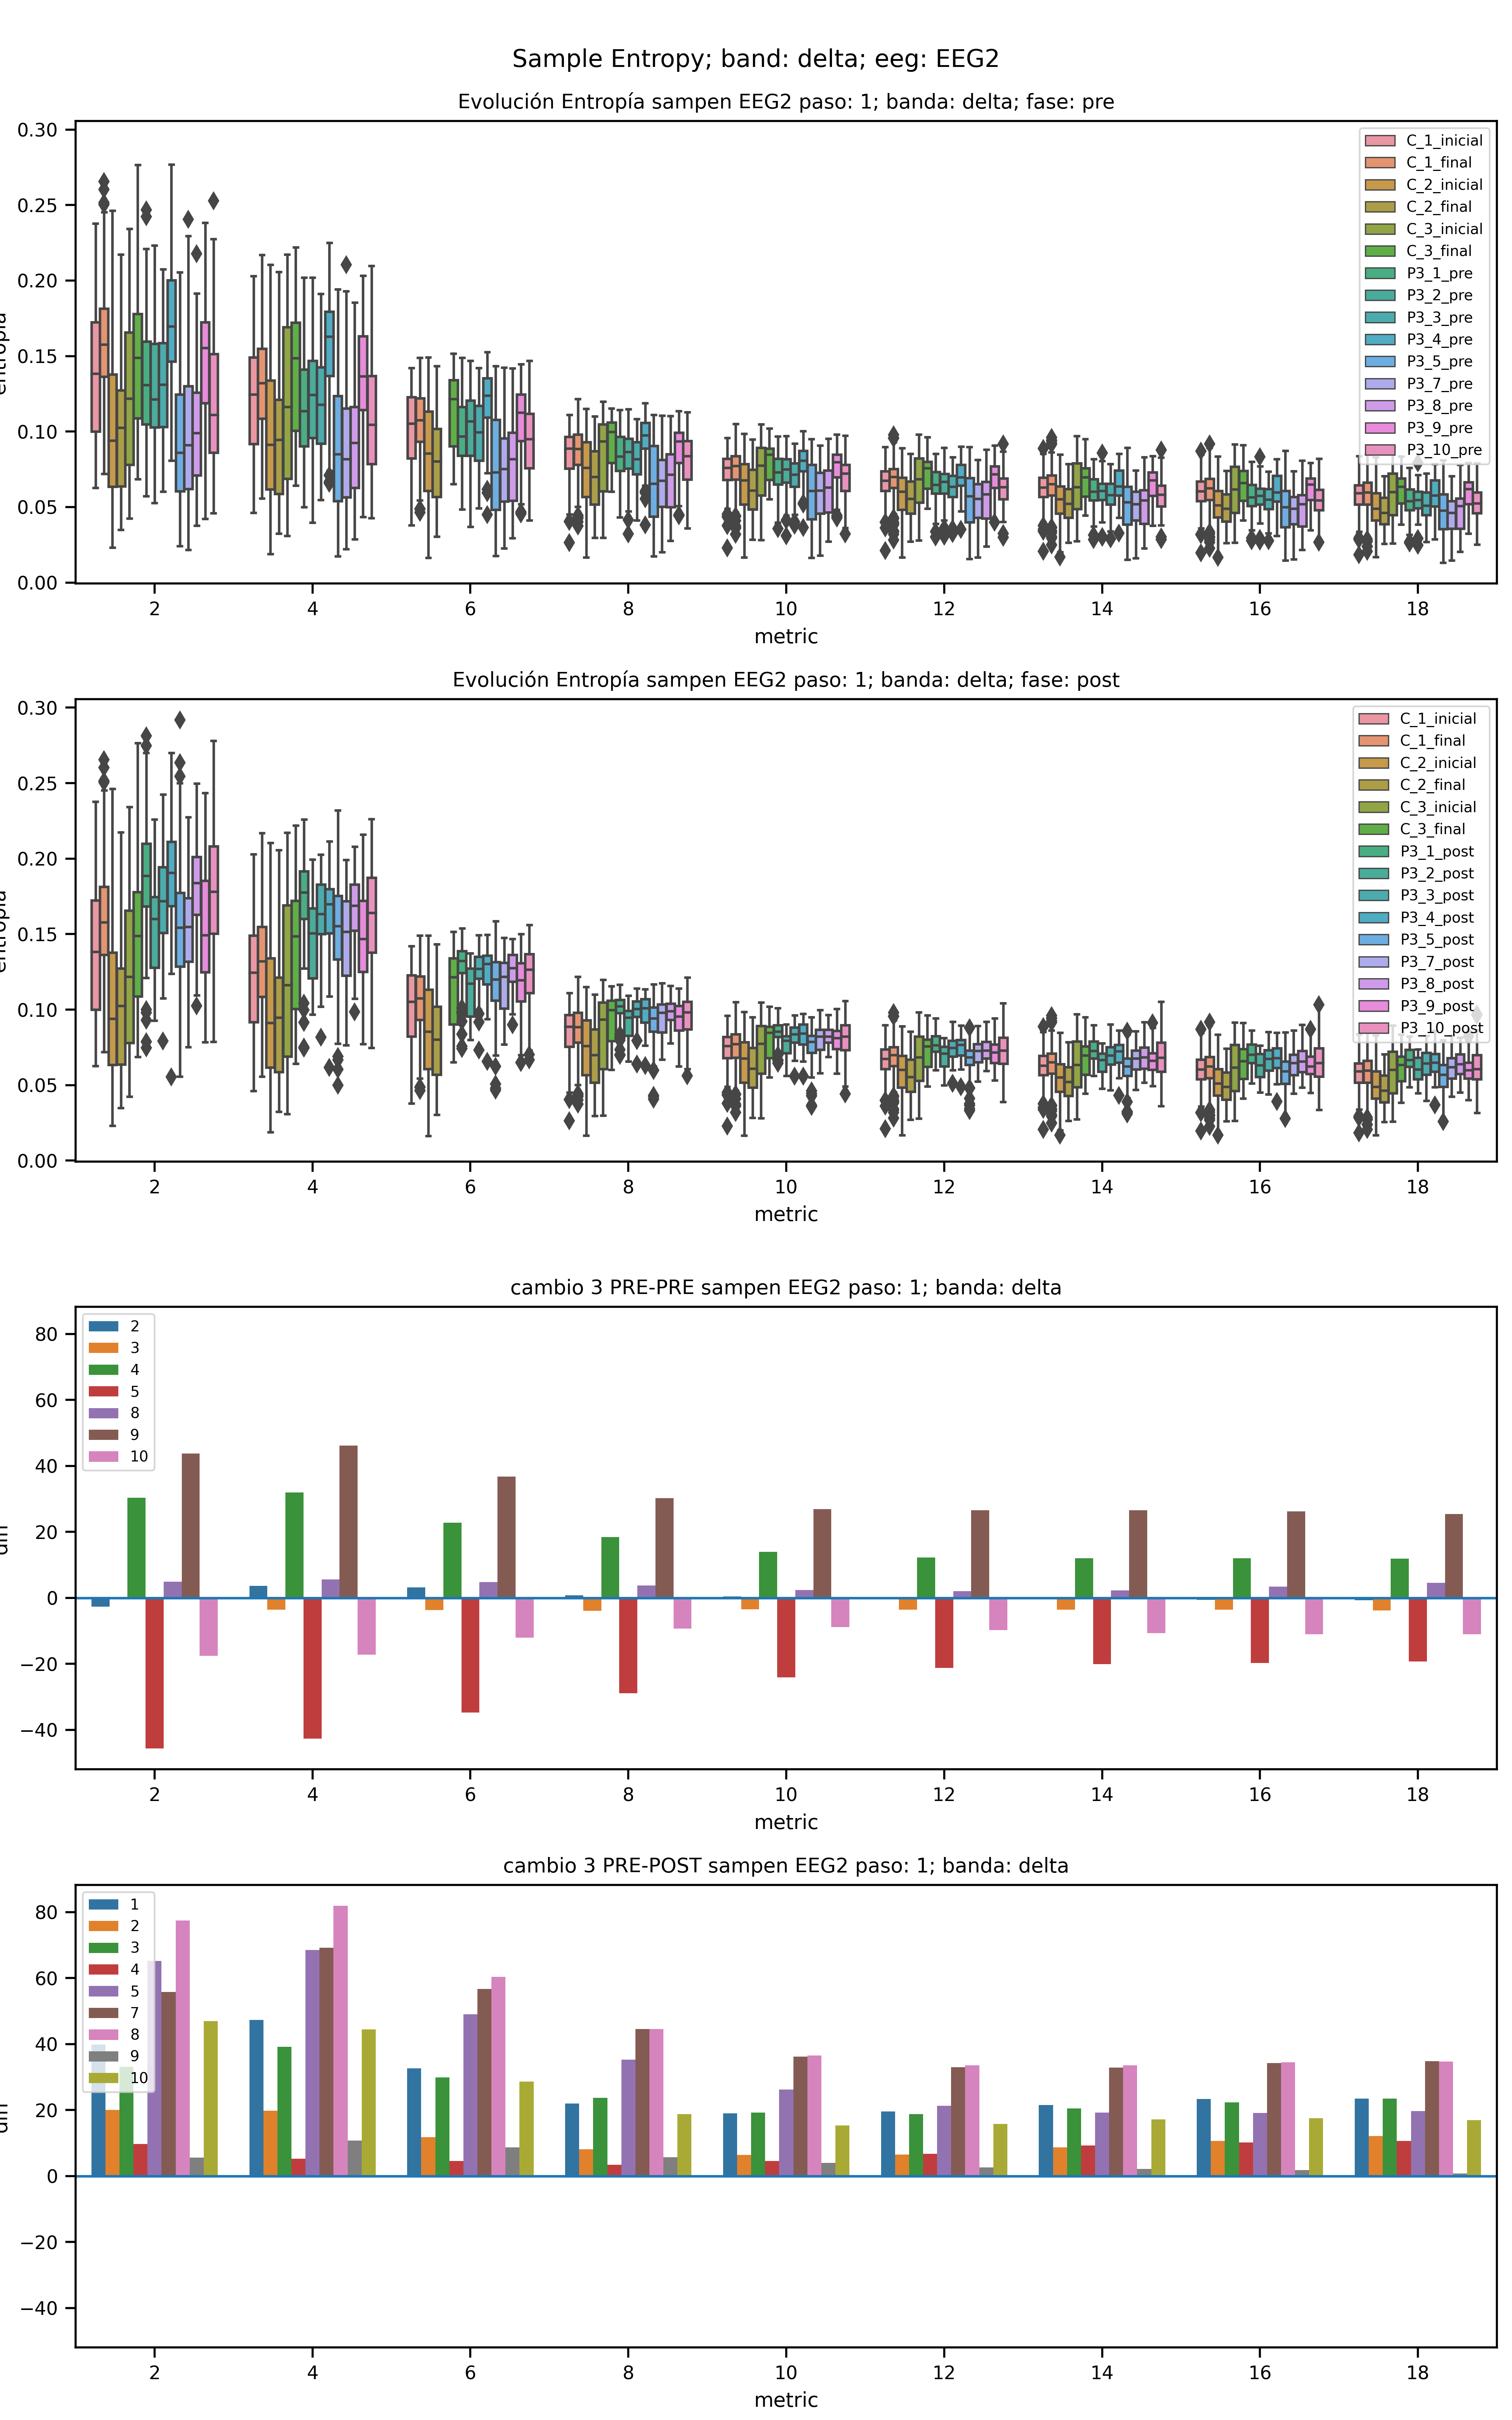 Sample Entropy; band: delta; eeg: EEG2
Evolución Entropía sampen EEG2 paso: 1; banda: delta; fase: pre
0.30
0.25
0.20
0.15
0.10
0.05
0.00
C_1_inicial
C_1_final
C_2_inicial
C_2_final
C_3_inicial
C_3_final
P3_1_pre
P3_2_pre
P3_3_pre
P3_4_pre
P3_5_pre
P3_7_pre
P3_8_pre
P3_9_pre
P3_10_pre
2 4 6 8 10 12 14 16 18
metric
Evolución Entropía sampen EEG2 paso: 1; banda: delta; fase: post
0.30
0.25
0.20
0.15
0.10
0.05
0.00
C_1_inicial
C_1_final
C_2_inicial
C_2_final
C_3_inicial
C_3_final
P3_1_post
P3_2_post
P3_3_post
P3_4_post
P3_5_post
P3_7_post
P3_8_post
P3_9_post
P3_10_post
2 4 6 8 10 12 14 16 18
metric
cambio 3 PRE-PRE sampen EEG2 paso: 1; banda: delta
80
60
40
20
0
−20
−40
2
3
4
5
8
9
10
2 4 6 8 10 12 14 16 18
metric
cambio 3 PRE-POST sampen EEG2 paso: 1; banda: delta
80
60
40
20
0
−20
−40
1
2
3
4
5
7
8
9
10
2 4 6 8 10 12 14 16 18
metric